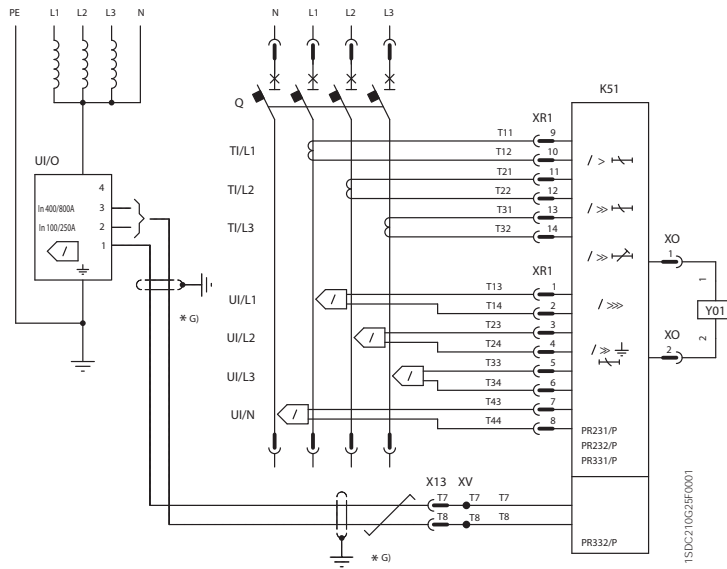 PE L1 L2 L3 N
N L1 L2 L3
Q
K51
UI/O
4
In 400/800A 3
In 100/250A 2
1
/
* G)
TI/L1
TI/L2
TI/L3
XR1
T11 9
T12 10
T21 11
T22 12
T31 13
T32 14
UI/L1
UI/L2
UI/L3
UI/N
/
/
/
/
XR1
T13 1
T14 2
T23 3
T24 4
T33 5
T34 6
T43 7
T44 8
/ >
/ >>
/ >>
/ >>>
/ >>
PR231/P
PR232/P
PR331/P
XO
1
1
Y01
2
XO
2
X13 XV
T7 T7 T7
T8 T8 T8
* G)
PR332/P
1SDC210G25F0001